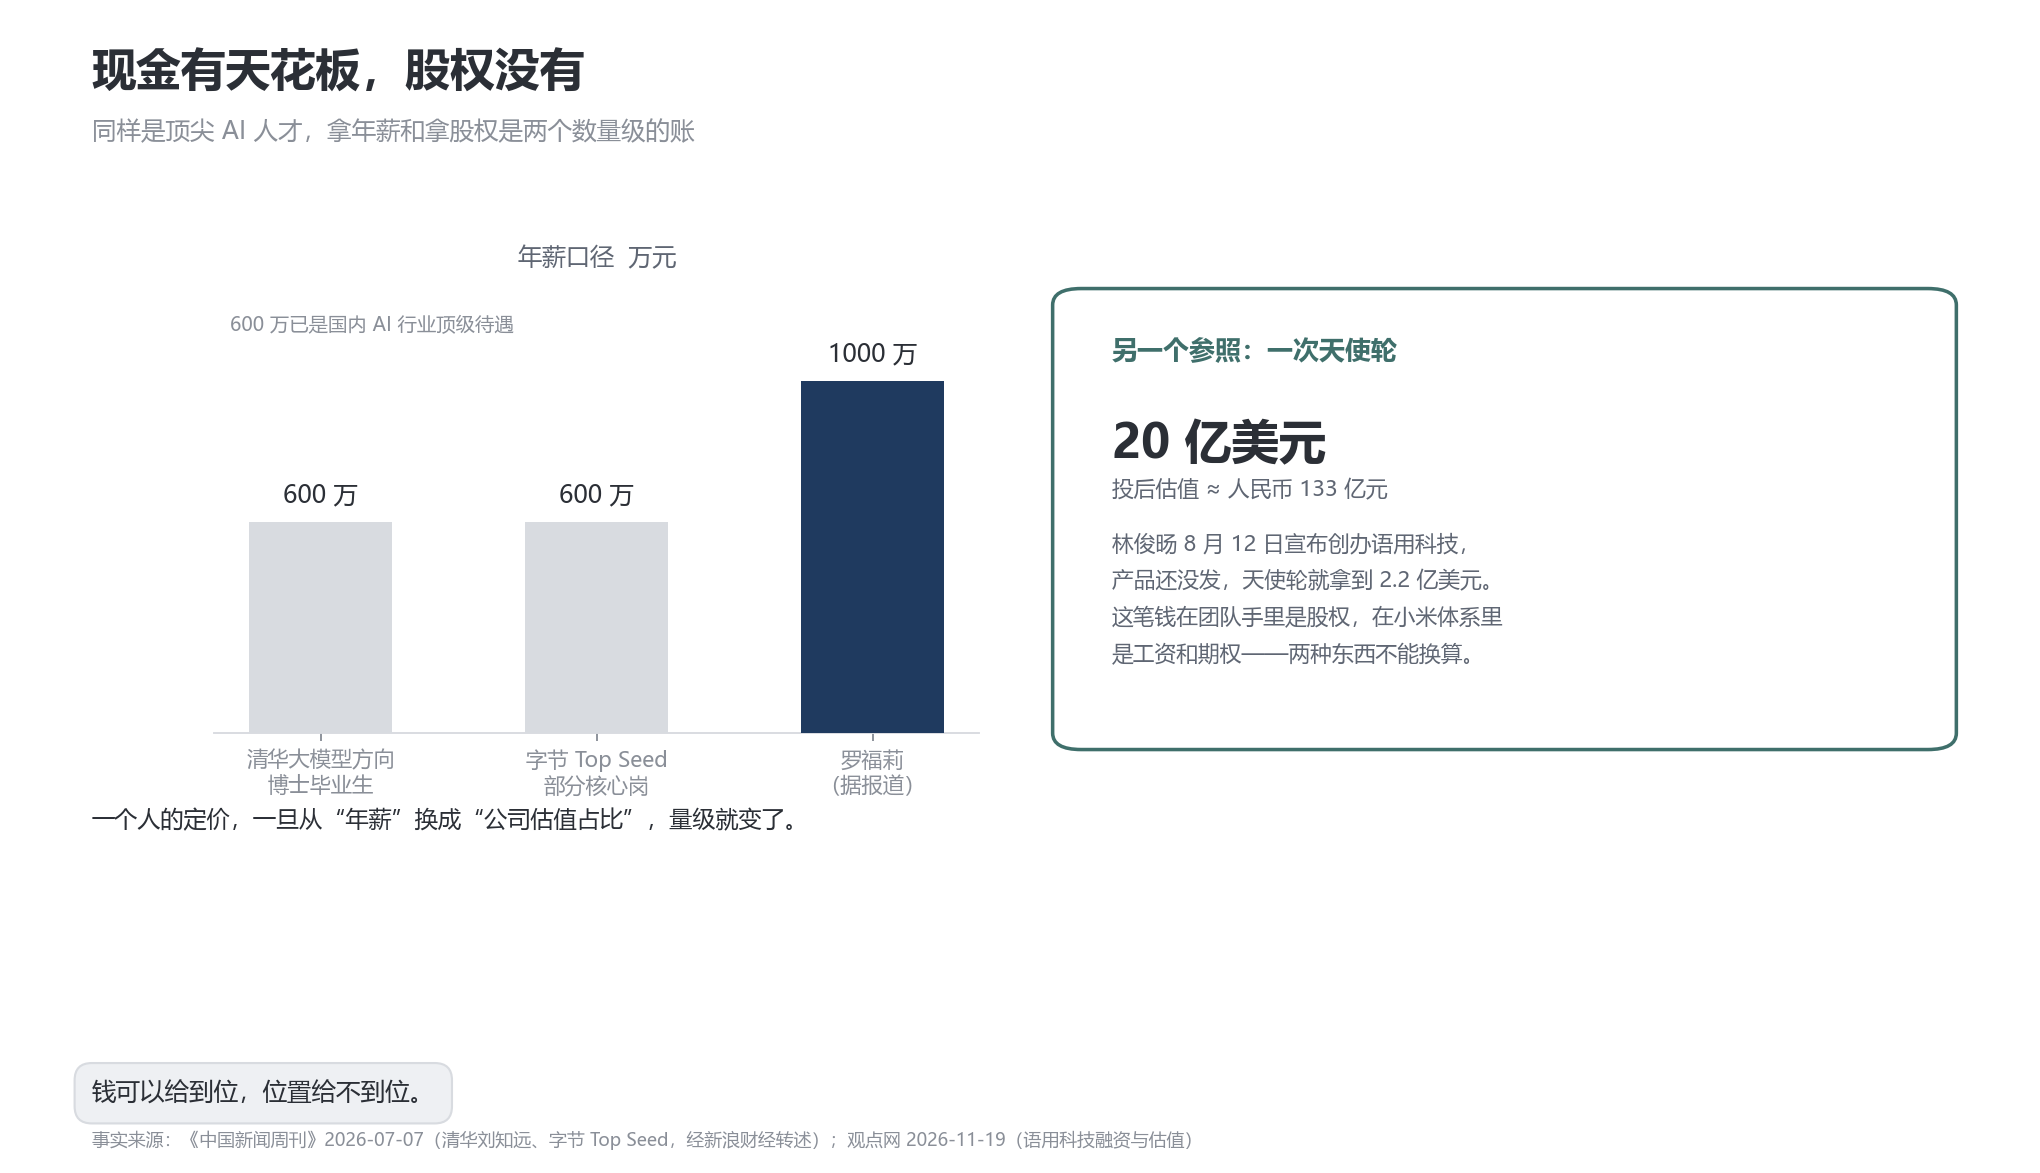 现金有天花板，股权没有
同样是顶尖 AI 人才，拿年薪和拿股权是两个数量级的账
年薪口径 万元
600 万已是国内 AI 行业顶级待遇
600 万
600 万
1000 万
清华大模型方向
博士毕业生
字节 Top Seed
部分核心岗
罗福莉
（据报道）
一个人的定价，一旦从“年薪”换成“公司估值占比”，量级就变了。
另一个参照：一次天使轮
20 亿美元
投后估值 ≈ 人民币 133 亿元
林俊旸 8 月 12 日宣布创办语用科技，
产品还没发，天使轮就拿到 2.2 亿美元。
这笔钱在团队手里是股权，在小米体系里
是工资和期权——两种东西不能换算。
钱可以给到位，位置给不到位。
事实来源：《中国新闻周刊》2026-07-07（清华刘知远、字节 Top Seed，经新浪财经转述）；观点网 2026-11-19（语用科技融资与估值）